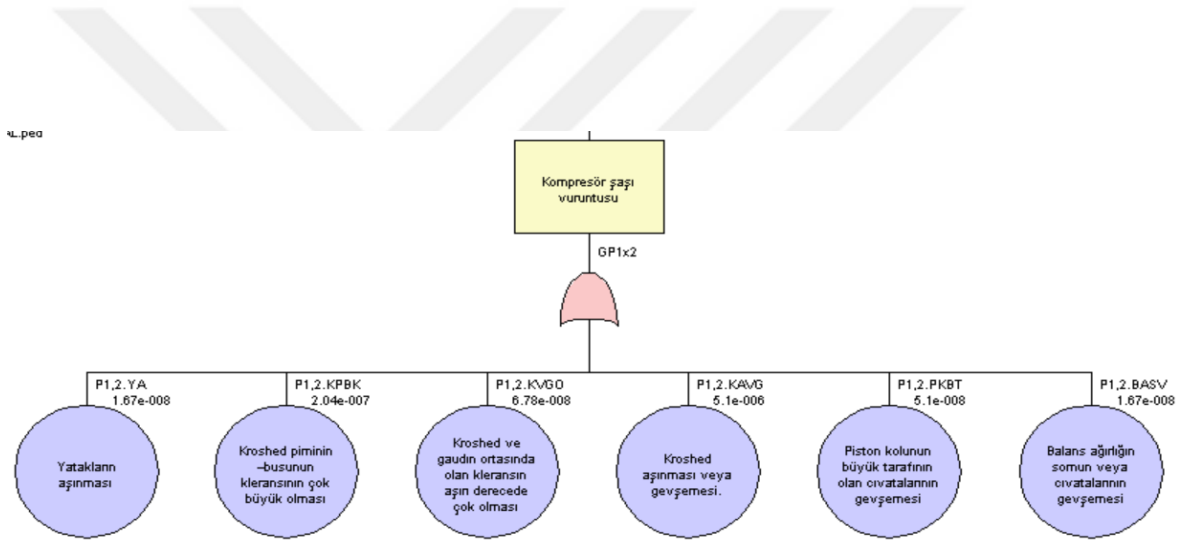 AL.ped
Kompresör şaşı
vuruntusu
GP1x2
P1,2.YA
1.67e-008
P1,2.KPBK
2.04e-007
P1,2.KVGO
6.78e-008
P1,2.KAVG
5.1e-006
P1,2.PKBT
5.1e-008
P1,2.BASV
1.67e-008
Yatakların
aşınması
Kroshed piminin
–busunun
kleransının çok
büyük olması
Kroshed ve
gaudın ortasında
olan kleransın
aşırı derecede
çok olması
Kroshed
aşınması veya
gevşemesi.
Piston kolunun
büyük tarafının
olan cıvatalarının
gevşemesi
Balans ağırlığın
somun veya
cıvatalarının
gevşemesi